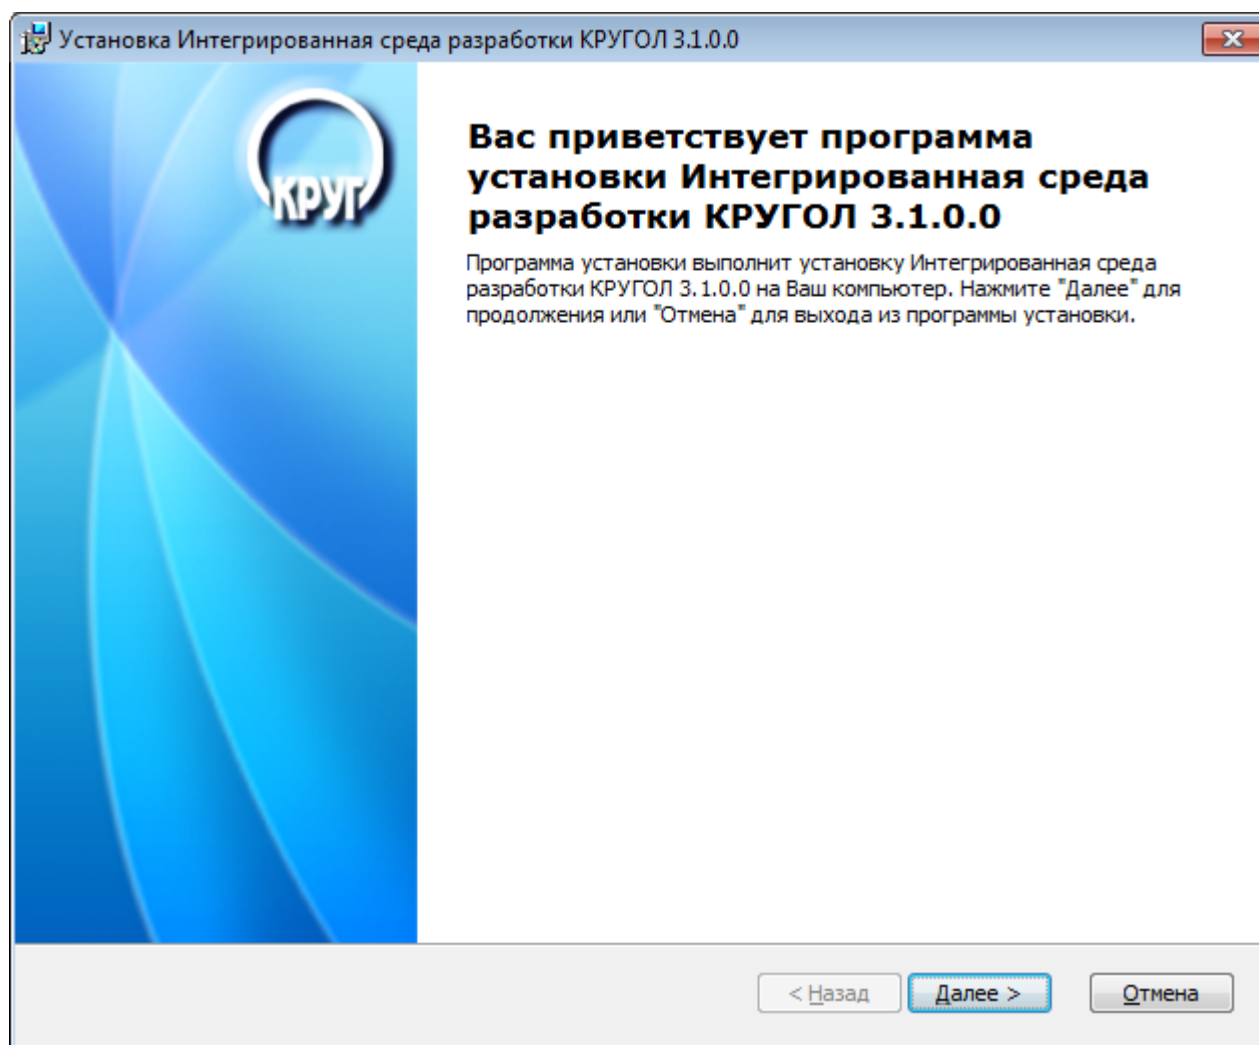 Установка Интегрированная среда разработки КРУГОЛ 3.1.0.0
КРУГ
Вас приветствует программа
установки Интегрированная среда
разработки КРУГОЛ 3.1.0.0
Программа установки выполнит установку Интегрированная среда
разработки КРУГОЛ 3.1.0.0 на Ваш компьютер. Нажмите "Далее" для
продолжения или "Отмена" для выхода из программы установки.
< Назад Далее > Отмена